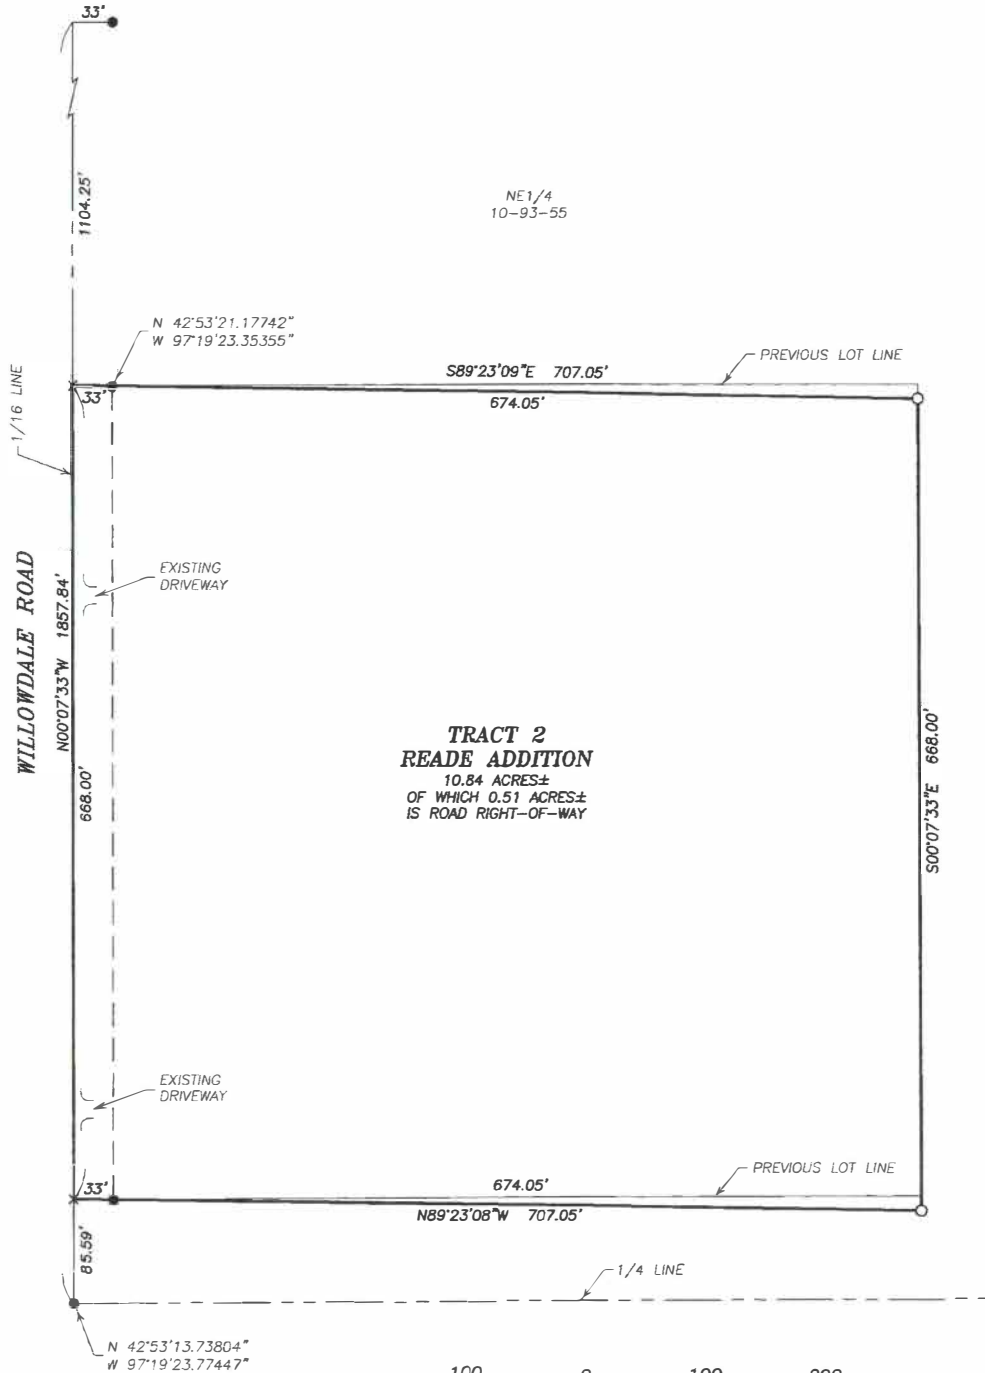 33'
1104.25'
NE1/4
10-93-55
N 42°53'21.17742"
W 97°19'23.35355"
PREVIOUS LOT LINE
S89°23'09"E 707.05'
33'
674.05'
1/16 LINE
EXISTING
DRIVEWAY
WILLOWDALE ROAD
N00°07'33"W 1857.84'
TRACT 2
READE ADDITION
10.84 ACRES±
OF WHICH 0.51 ACRES±
IS ROAD RIGHT-OF-WAY
668.00'
S00°07'33"E 668.00'
EXISTING
DRIVEWAY
33'
674.05'
PREVIOUS LOT LINE
N89°23'08"W 707.05'
85.59'
1/4 LINE
N 42°53'13.73804"
W 97°19'23.77447"
100 0 100 200